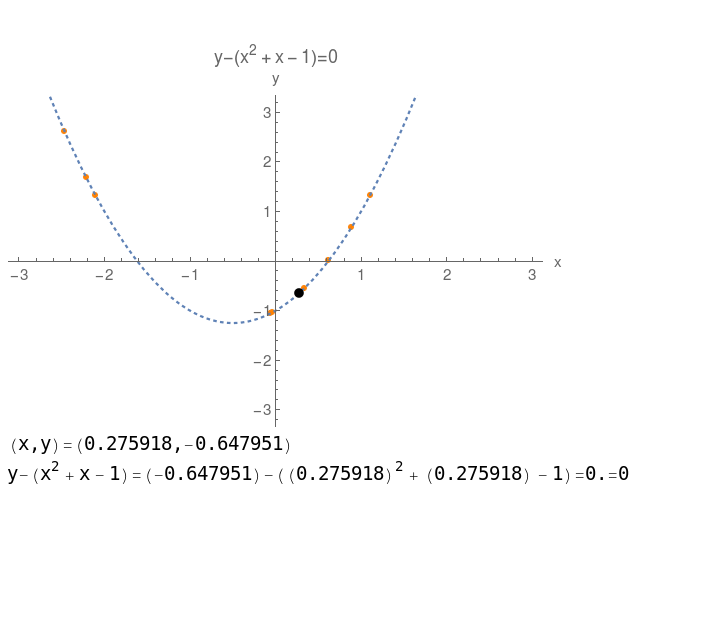 y−(x² + x − 1)=0
y
3
2
1
−3 −2 −1 1 2 3 x
−1
−2
−3
(x,y)=(0.275918,−0.647951)
y−(x² + x − 1)=(−0.647951)−((0.275918)² + (0.275918) − 1)=0.=0